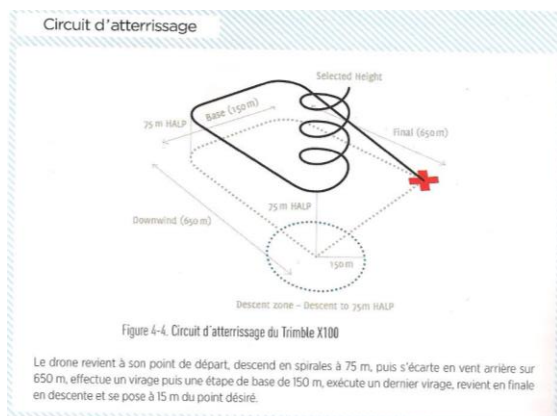 Circuit d'atterrissage
Selected Height
Base (150 m)
75 m HALP
Final (650 m)
75 m HALP
Downwind (650 m)
150 m
Descent zone – Descent to 75m HALP
Figure 4-4. Circuit d'atterrissage du Trimble X100
Le drone revient à son point de départ, descend en spirales à 75 m, puis s'écarte en vent arrière sur
650 m, effectue un virage puis une étape de base de 150 m, exécute un dernier virage, revient en finale
en descente et se pose à 15 m du point désiré.